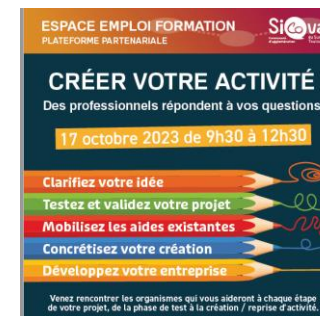 ESPACE EMPLOI FORMATION
PLATEFORME PARTENARIALE
CRÉER VOTRE ACTIVITÉ
Des professionnels répondent à vos questions
17 octobre 2023 de 9h30 à 12h30
Clarifiez votre idée
Testez et validez votre projet
Mobilisez les aides existantes
Concrétisez votre création
Développez votre entreprise
Venez rencontrer les organismes qui vous aideront à chaque étape
de votre projet, de la phase de test à la création / reprise d'activité.